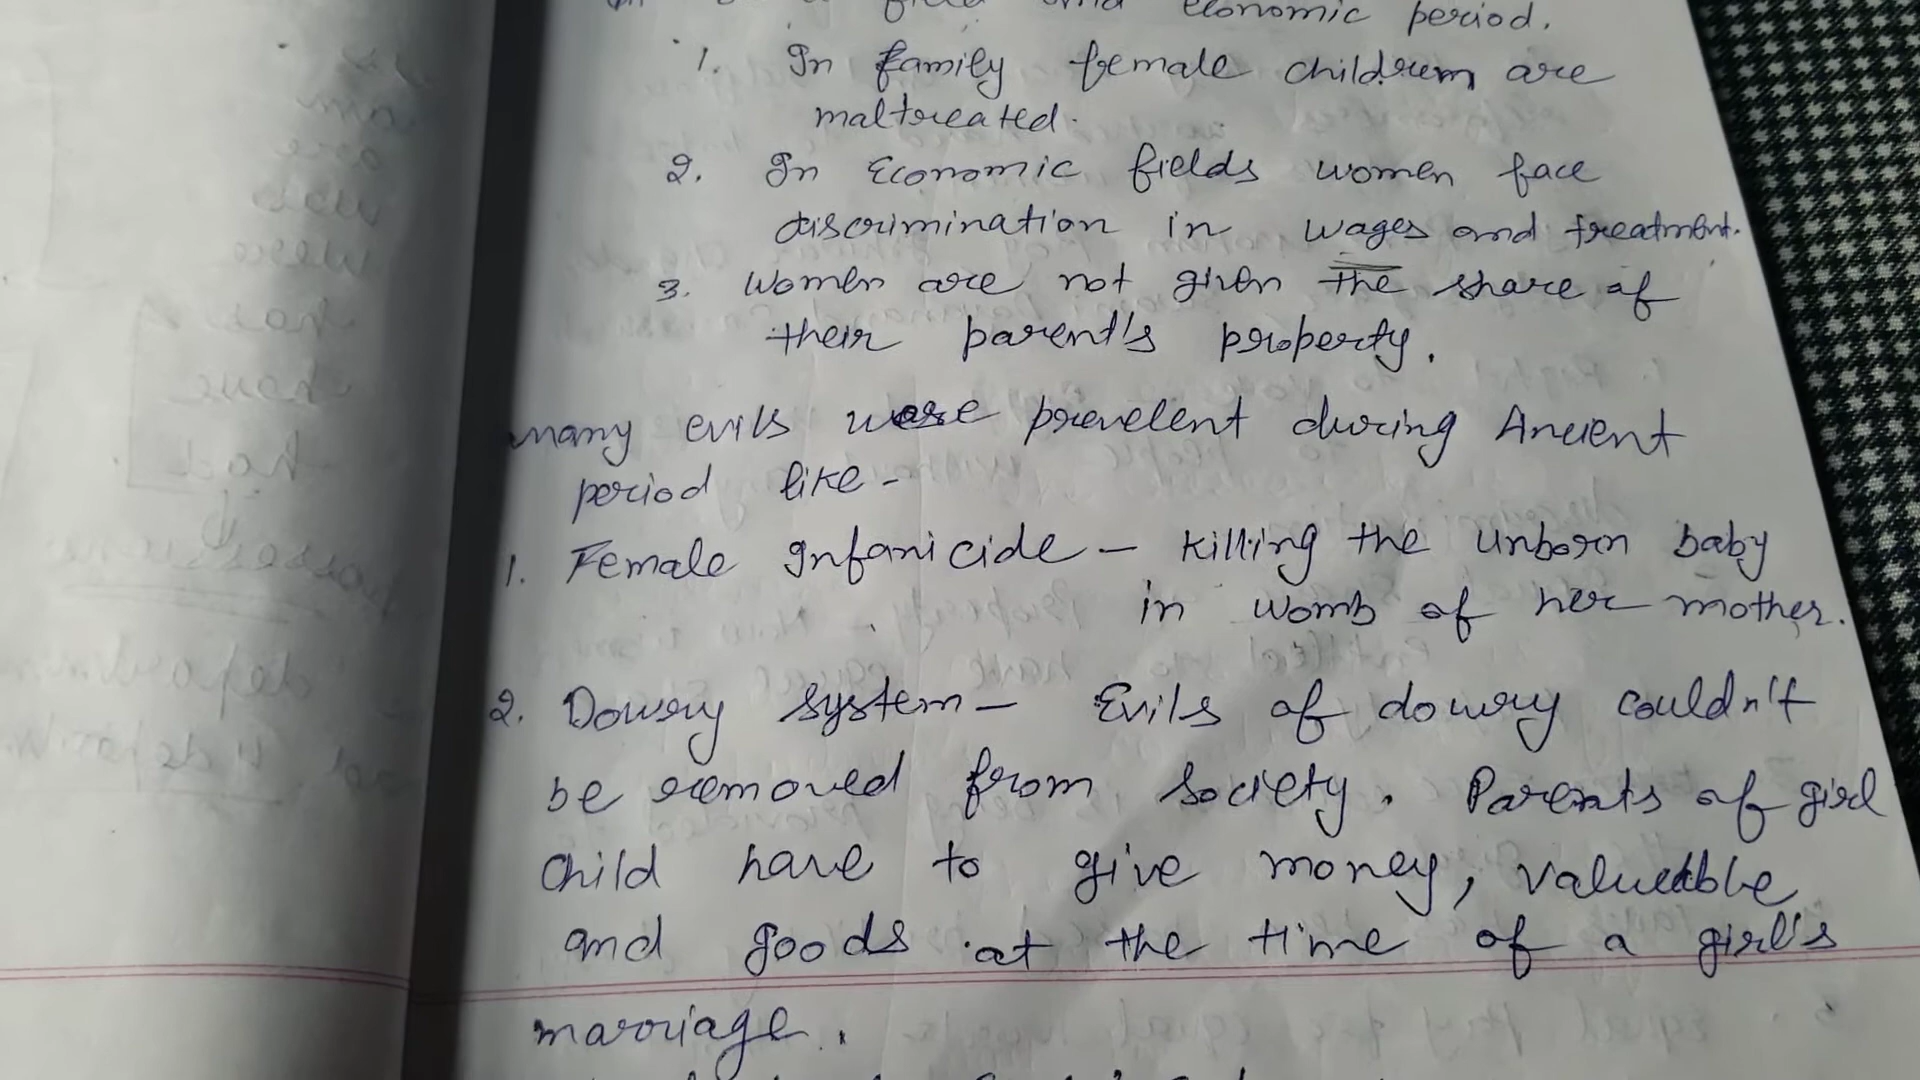 field and economic period.
1. In family female children are
maltreated.
2. In Economic fields women face
discrimination in wages and treatment.
3. Women are not given the share of
their parent's property.
many evils were prevelent during Ancient
period like -
1. Female Infanicide - Killing the unborn baby
in womb of her mother.
2. Dowry system - Evils of dowry couldn't
be removed from society. Parents of girl
child have to give money, valueable
and goods at the time of a girl's
marriage.